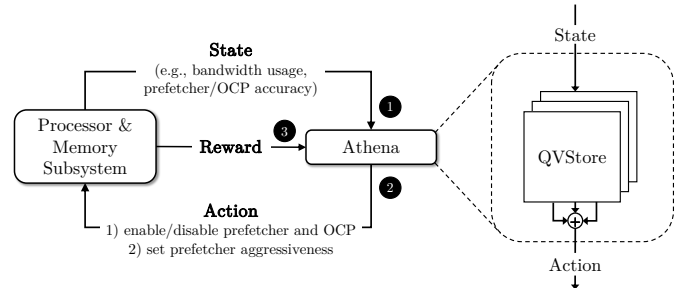 State
(e.g., bandwidth usage,
prefetcher/OCP accuracy)
1
Processor &
Memory
Subsystem
Reward
3
Athena
2
Action
1) enable/disable prefetcher and OCP
2) set prefetcher aggressiveness
State
QVStore
+
Action